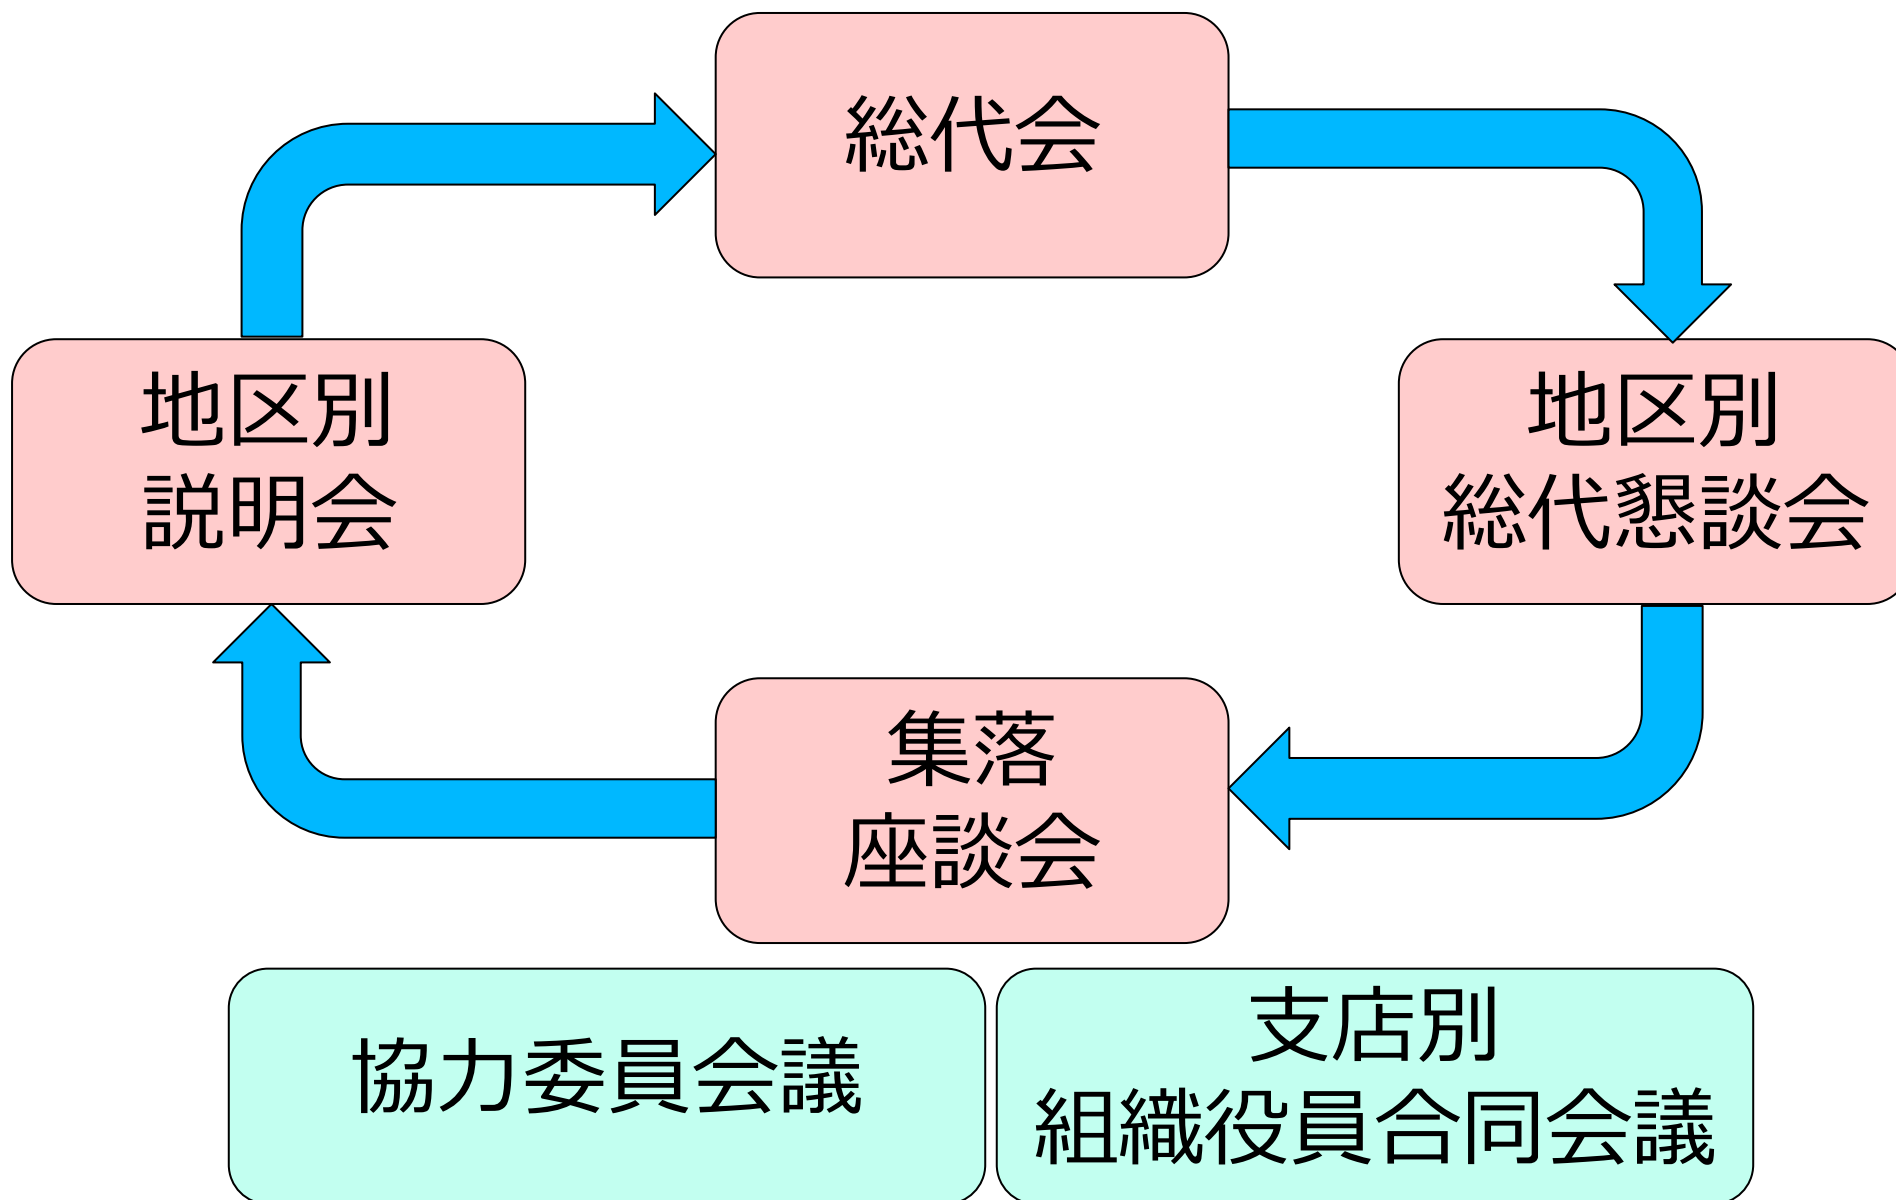 総代会
地区別
説明会
地区別
総代懇談会
集落
座談会
協力委員会議
支店別
組織役員合同会議